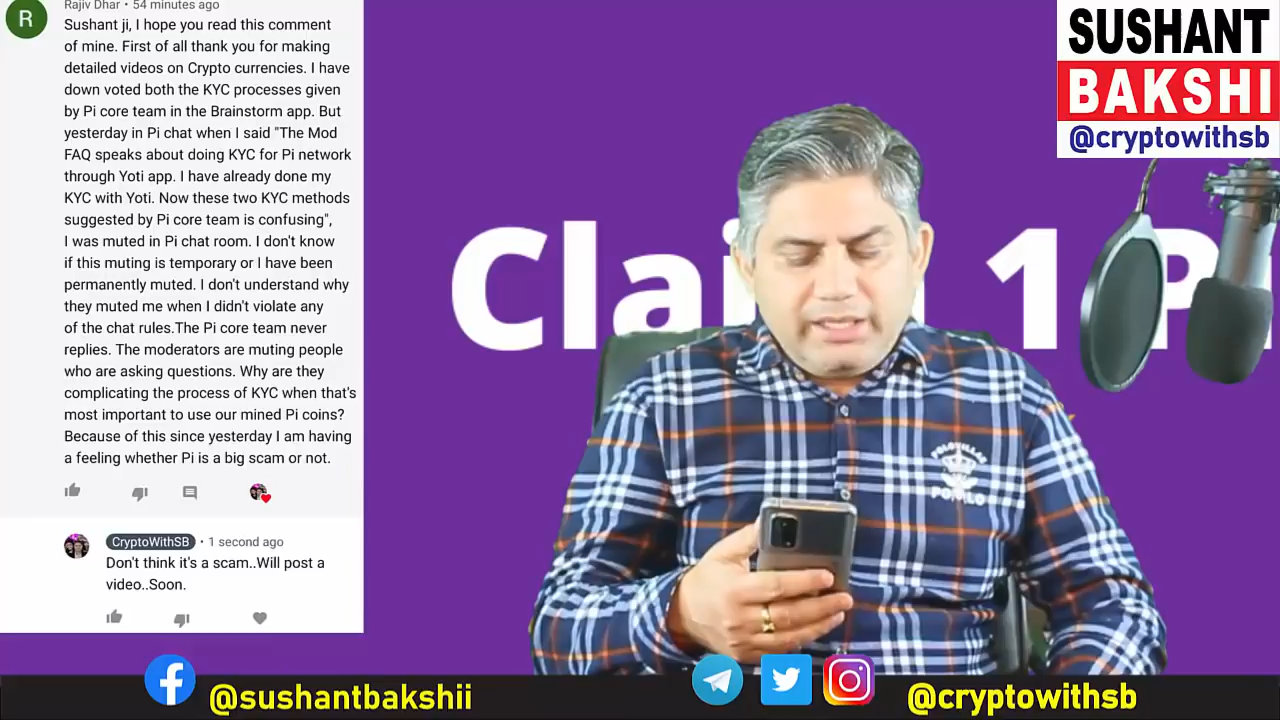 Rajiv Dhar • 54 minutes ago
R
Sushant ji, I hope you read this comment
of mine. First of all thank you for making
detailed videos on Crypto currencies. I have
down voted both the KYC processes given
by Pi core team in the Brainstorm app. But
yesterday in Pi chat when I said "The Mod
FAQ speaks about doing KYC for Pi network
through Yoti app. I have already done my
KYC with Yoti. Now these two KYC methods
suggested by Pi core team is confusing",
I was muted in Pi chat room. I don't know
if this muting is temporary or I have been
permanently muted. I don't understand why
they muted me when I didn't violate any
of the chat rules.The Pi core team never
replies. The moderators are muting people
who are asking questions. Why are they
complicating the process of KYC when that's
most important to use our mined Pi coins?
Because of this since yesterday I am having
a feeling whether Pi is a big scam or not.
CryptoWithSB • 1 second ago
Don't think it's a scam..Will post a
video..Soon.
SUSHANT
BAKSHI
@cryptowithsb
1
@sushantbakshii
@cryptowithsb